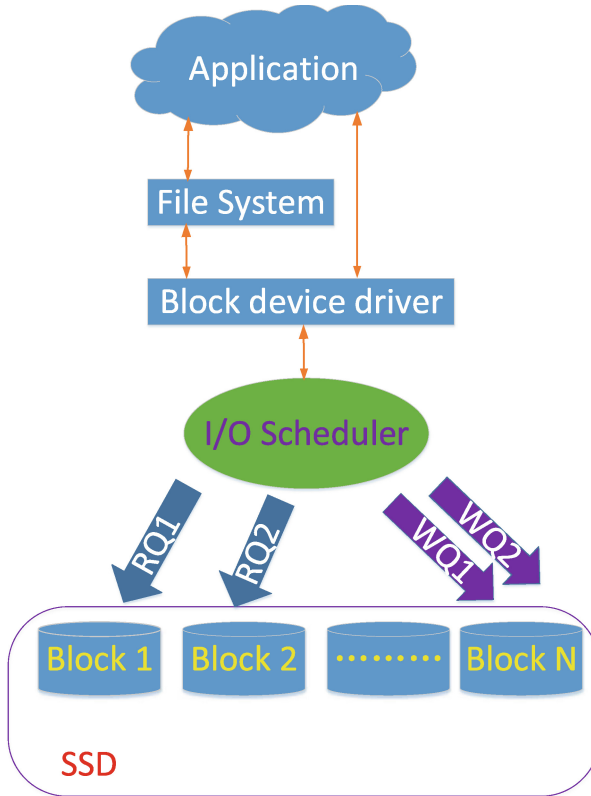 Application
File System
Block device driver
I/O Scheduler
RQ1
RQ2
WQ1
WQ2
Block 1
Block 2
·········
Block N
SSD